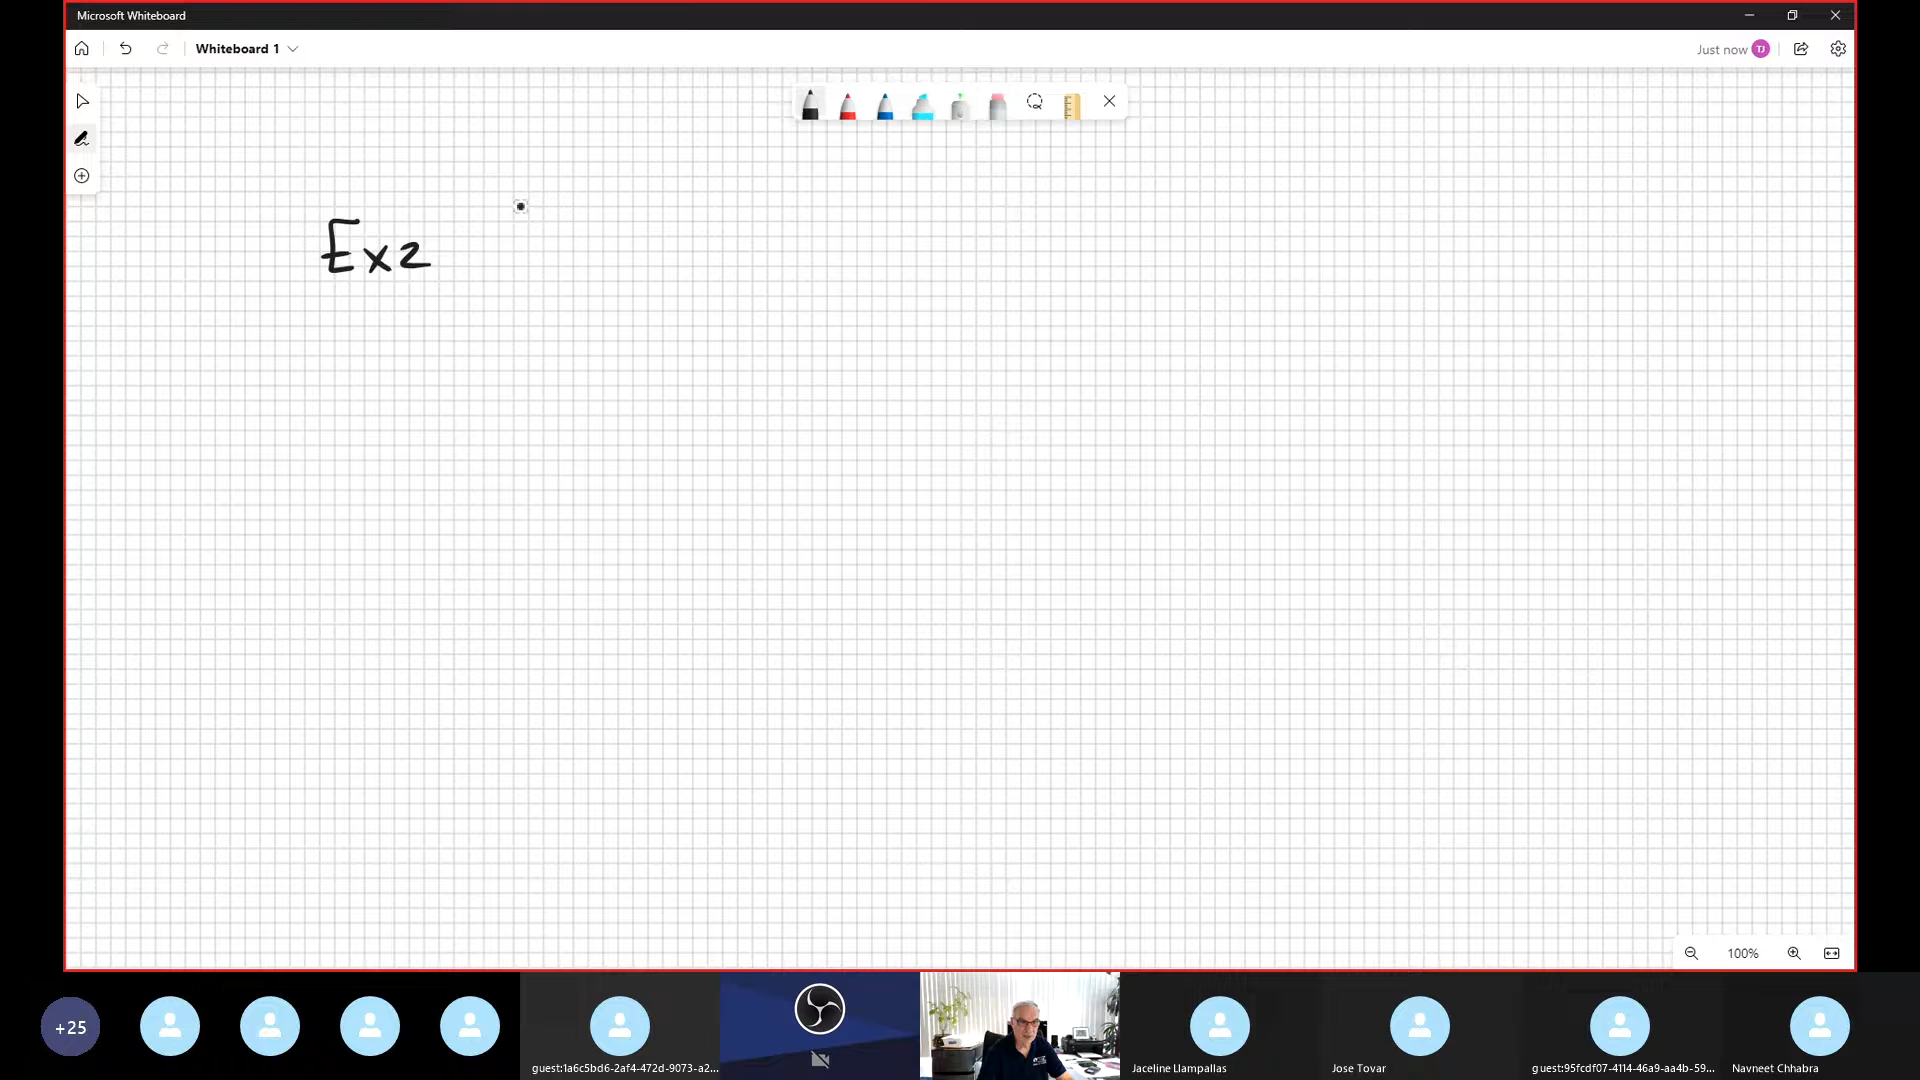 Microsoft Whiteboard
Whiteboard 1
Just now TJ
Ex2
100%
+25
guest:1a6c5bd6-2af4-472d-9073-a2...
Jaceline Llampallas
Jose Tovar
guest:95fcdf07-4114-46a9-aa4b-59...
Navneet Chhabra